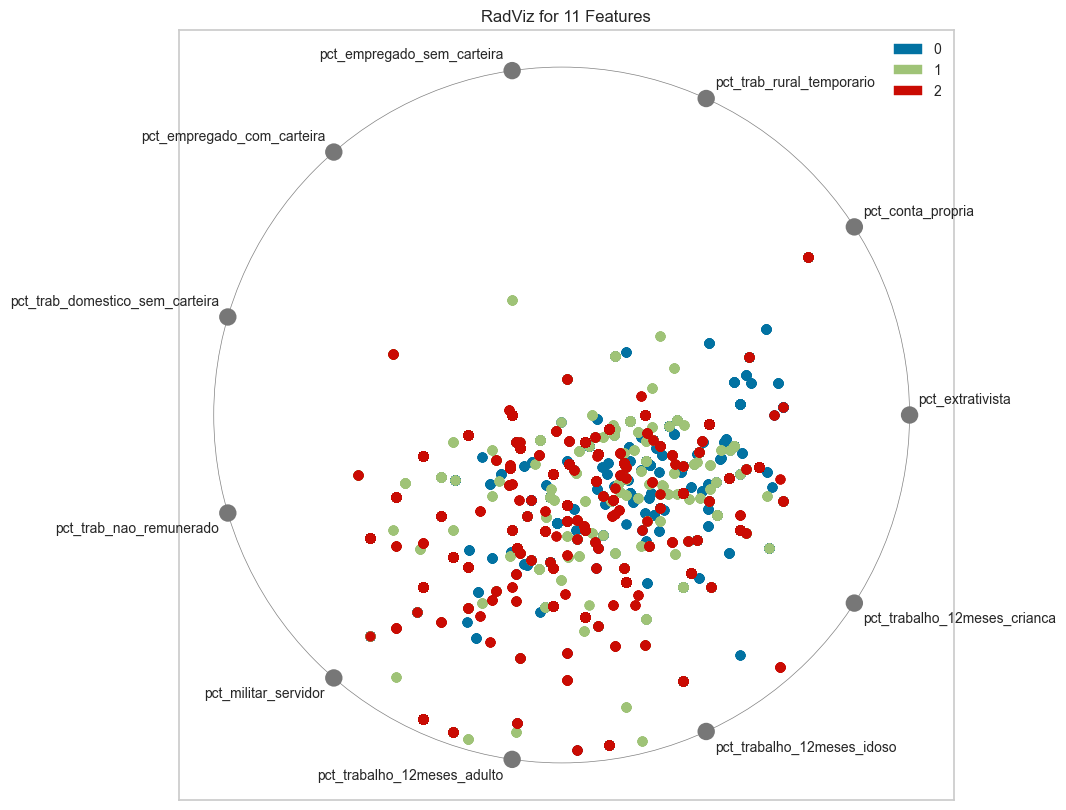 RadViz for 11 Features
0
1
2
pct_empregado_sem_carteira
pct_trab_rural_temporario
pct_empregado_com_carteira
pct_conta_propria
pct_trab_domestico_sem_carteira
pct_extrativista
pct_trab_nao_remunerado
pct_trabalho_12meses_crianca
pct_militar_servidor
pct_trabalho_12meses_idoso
pct_trabalho_12meses_adulto